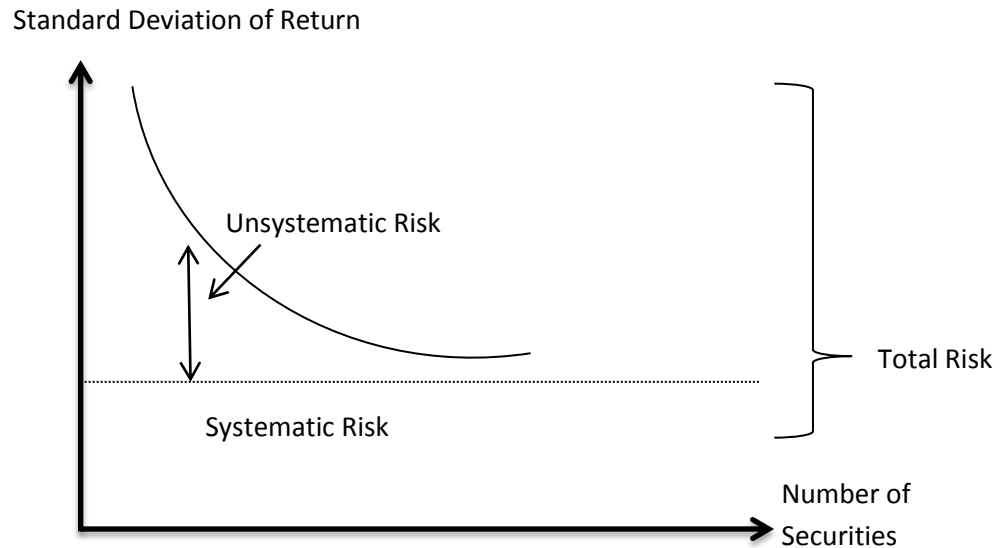 Standard Deviation of Return
Unsystematic Risk
Total Risk
Systematic Risk
Number of
Securities